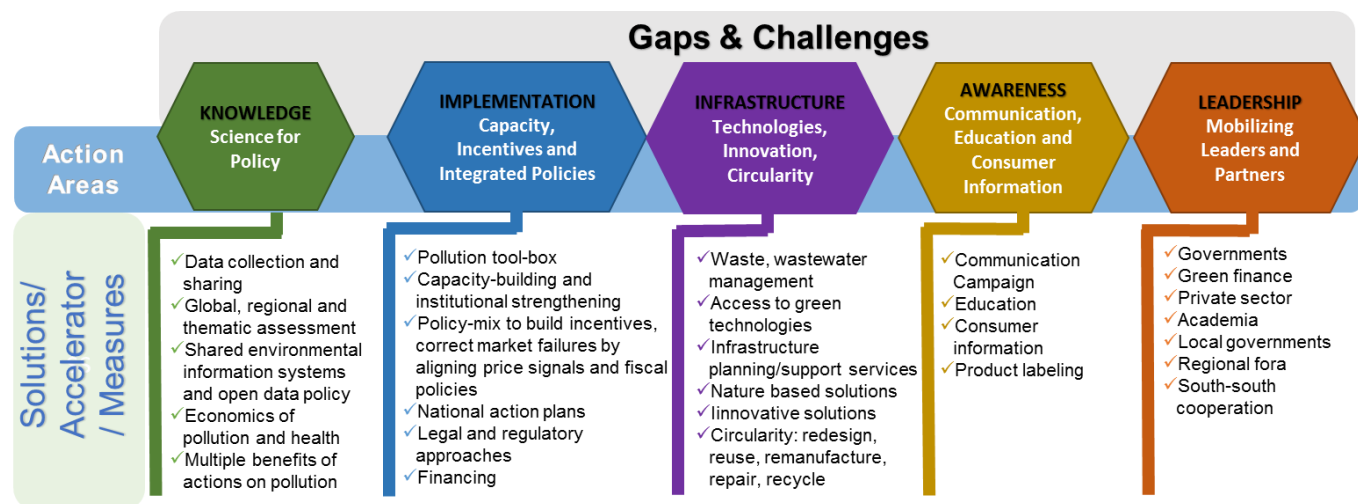 Gaps & Challenges
Action
Areas
KNOWLEDGE
Science for
Policy
IMPLEMENTATION
Capacity,
Incentives and
Integrated Policies
INFRASTRUCTURE
Technologies,
Innovation,
Circularity
AWARENESS
Communication,
Education and
Consumer
Information
LEADERSHIP
Mobilizing
Leaders and
Partners
Solutions/
Accelerator
/ Measures
✓Data collection and
sharing
✓Global, regional and
thematic assessment
✓Shared environmental
information systems
and open data policy
✓Economics of
pollution and health
✓Multiple benefits of
actions on pollution
✓Pollution tool-box
✓Capacity-building and
institutional strengthening
✓Policy-mix to build incentives,
correct market failures by
aligning price signals and fiscal
policies
✓National action plans
✓Legal and regulatory
approaches
✓Financing
✓Waste, wastewater
management
✓Access to green
technologies
✓Infrastructure
planning/support services
✓Nature based solutions
✓Iinnovative solutions
✓Circularity: redesign,
reuse, remanufacture,
repair, recycle
✓Communication
Campaign
✓Education
✓Consumer
information
✓Product labeling
✓Governments
✓Green finance
✓Private sector
✓Academia
✓Local governments
✓Regional fora
✓South-south
cooperation